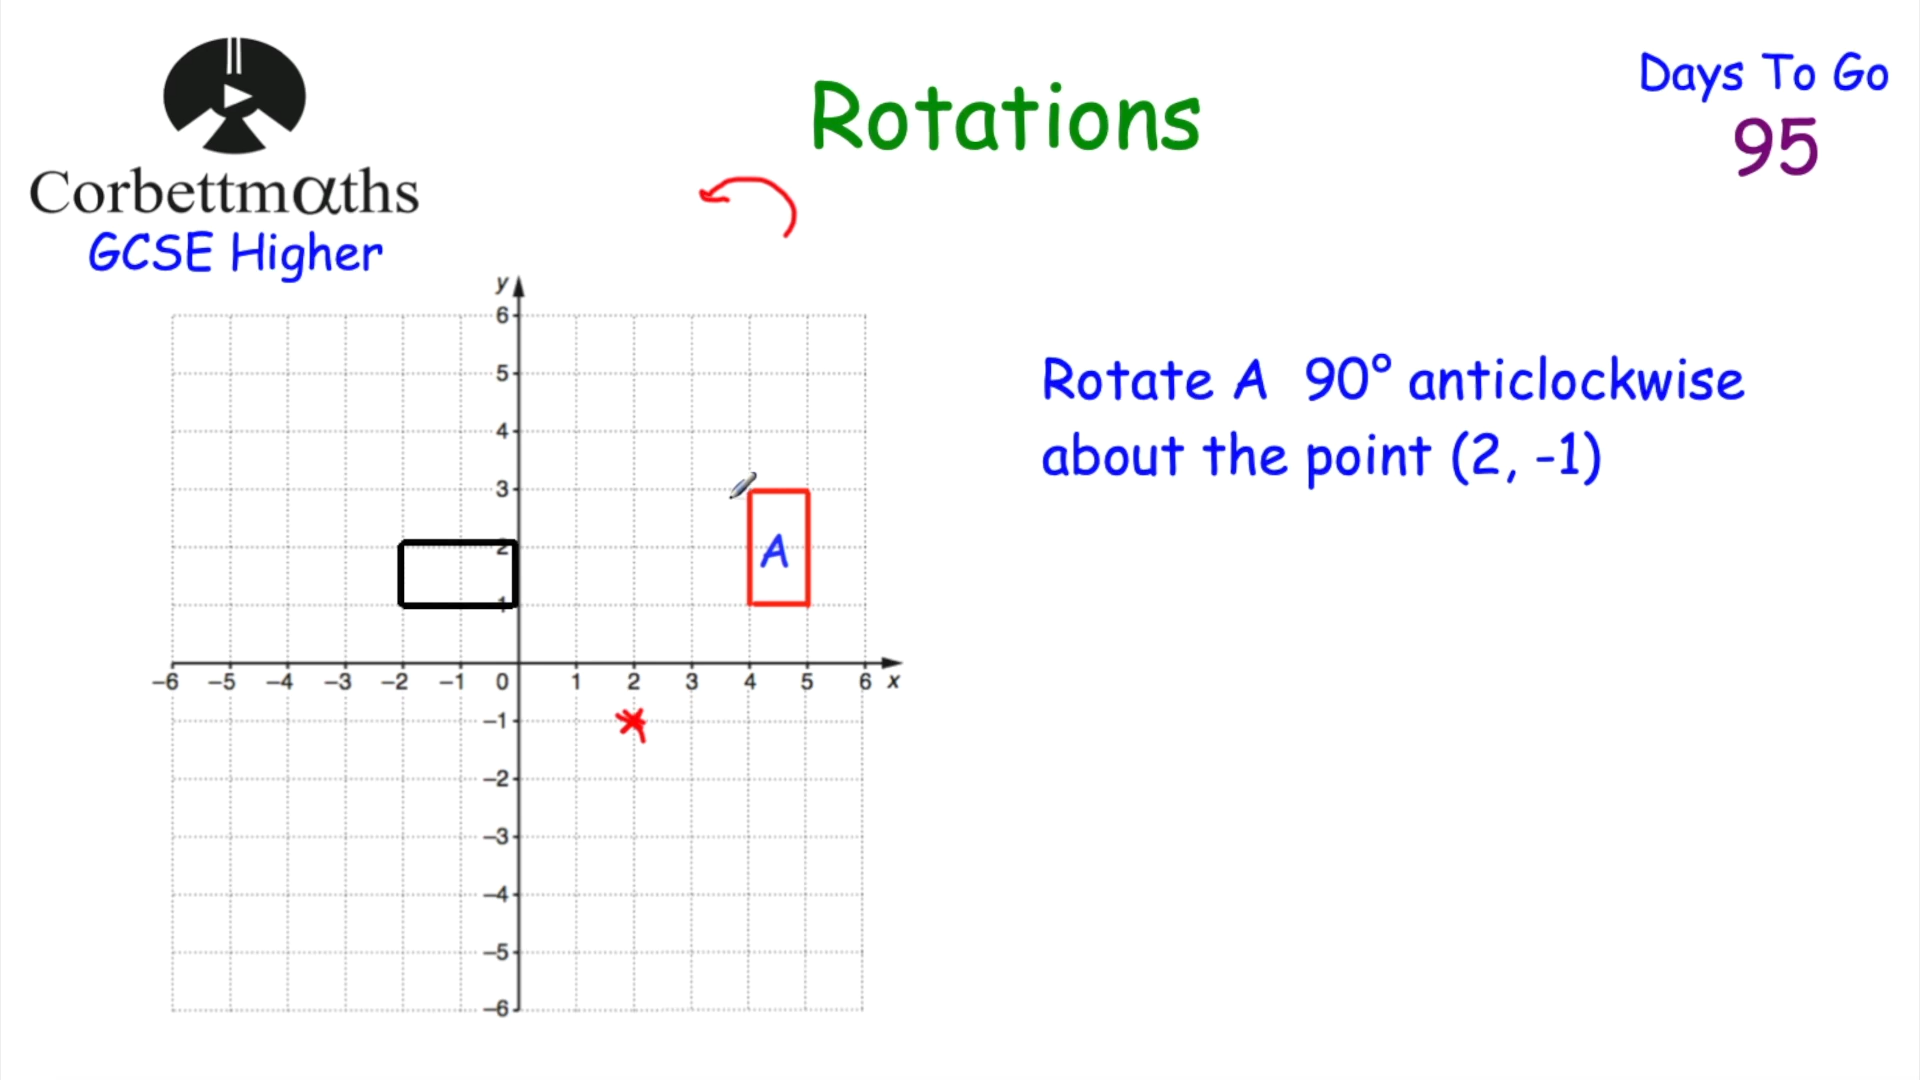 Corbettmαths
GCSE Higher
Rotations
Days To Go
95
Rotate A 90° anticlockwise
about the point (2, -1)
y
6
5
4
3
2
1
A
–6 –5 –4 –3 –2 –1 0 1 2 3 4 5 6 x
–1
–2
–3
–4
–5
–6